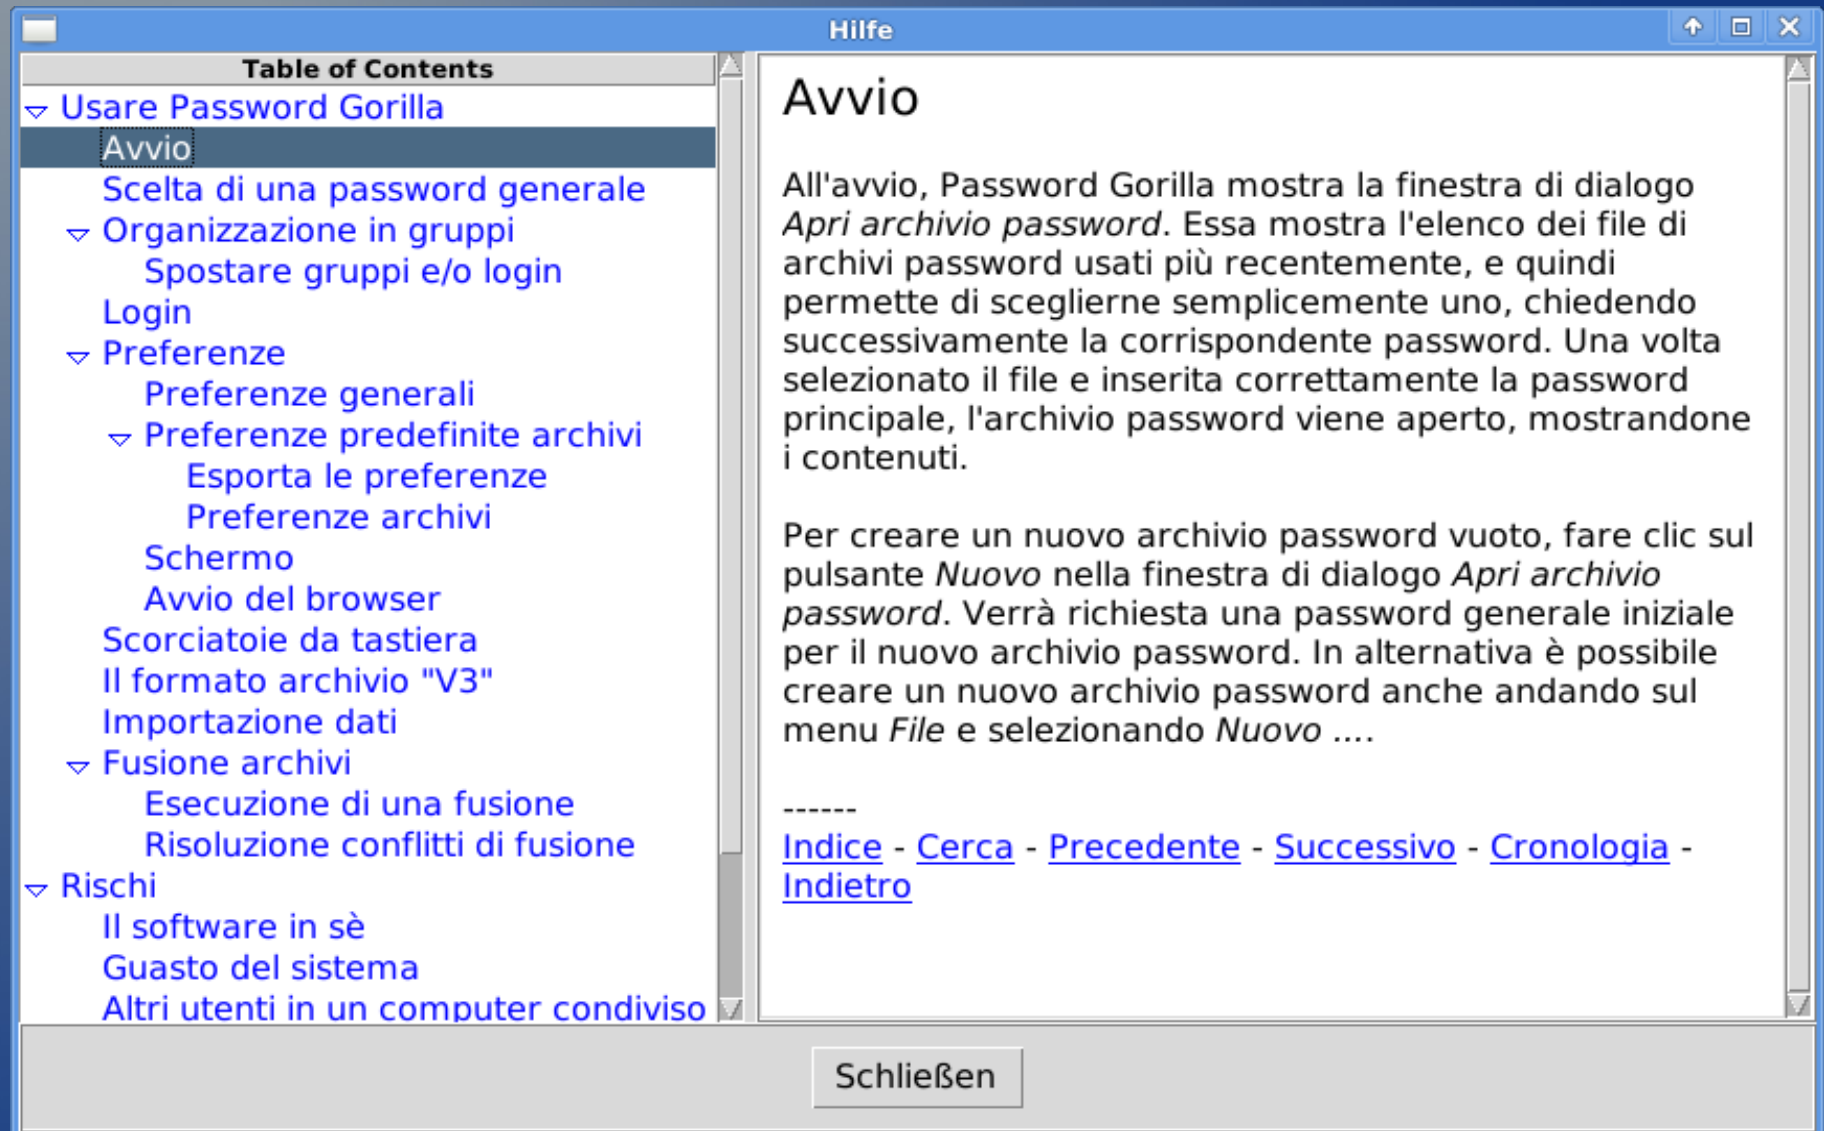 Hilfe
Table of Contents
Usare Password Gorilla
Avvio
Scelta di una password generale
Organizzazione in gruppi
Spostare gruppi e/o login
Login
Preferenze
Preferenze generali
Preferenze predefinite archivi
Esporta le preferenze
Preferenze archivi
Schermo
Avvio del browser
Scorciatoie da tastiera
Il formato archivio "V3"
Importazione dati
Fusione archivi
Esecuzione di una fusione
Risoluzione conflitti di fusione
Rischi
Il software in sè
Guasto del sistema
Altri utenti in un computer condiviso
Avvio
All'avvio, Password Gorilla mostra la finestra di dialogo
Apri archivio password. Essa mostra l'elenco dei file di
archivi password usati più recentemente, e quindi
permette di sceglierne semplicemente uno, chiedendo
successivamente la corrispondente password. Una volta
selezionato il file e inserita correttamente la password
principale, l'archivio password viene aperto, mostrandone
i contenuti.
Per creare un nuovo archivio password vuoto, fare clic sul
pulsante Nuovo nella finestra di dialogo Apri archivio
password. Verrà richiesta una password generale iniziale
per il nuovo archivio password. In alternativa è possibile
creare un nuovo archivio password anche andando sul
menu File e selezionando Nuovo ....
------
Indice - Cerca - Precedente - Successivo - Cronologia -
Indietro
Schließen